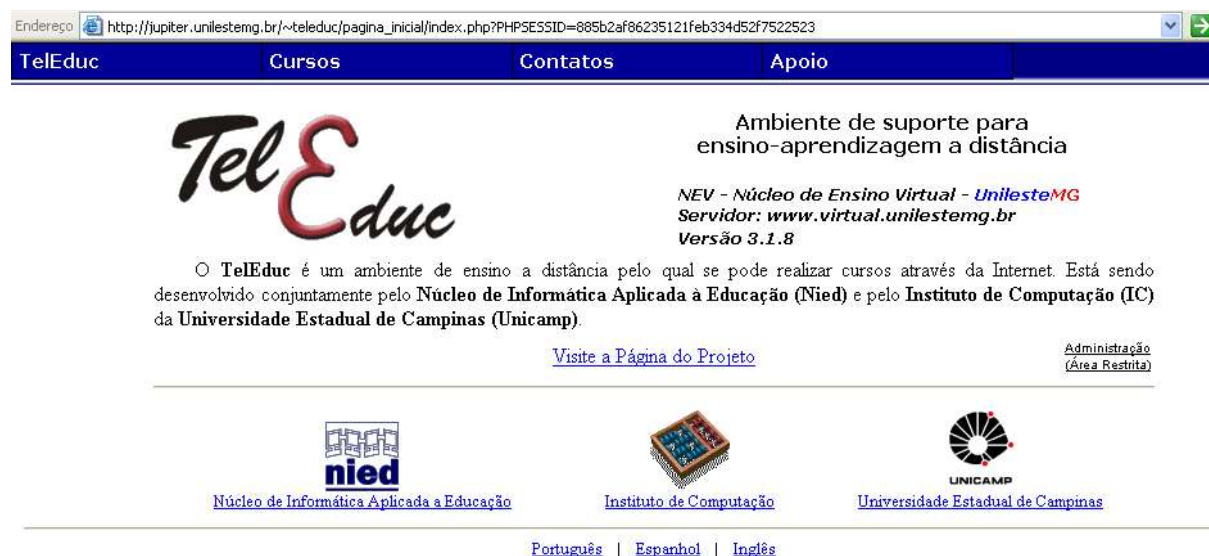 Endereço http://jupiter.unilestemg.br/~teleduc/pagina_inicial/index.php?PHPSESSID=885b2af86235121feb334d52f7522523
TelEduc Cursos Contatos Apoio
TelEduc
Ambiente de suporte para
ensino-aprendizagem a distância
NEV - Núcleo de Ensino Virtual - UnilesteMG
Servidor: www.virtual.unilestemg.br
Versão 3.1.8
O TelEduc é um ambiente de ensino a distância pelo qual se pode realizar cursos através da Internet. Está sendo
desenvolvido conjuntamente pelo Núcleo de Informática Aplicada à Educação (Nied) e pelo Instituto de Computação (IC)
da Universidade Estadual de Campinas (Unicamp).
Visite a Página do Projeto
Administração
(Área Restrita)
nied
UNICAMP
Núcleo de Informática Aplicada a Educação Instituto de Computação Universidade Estadual de Campinas
Português | Espanhol | Inglês